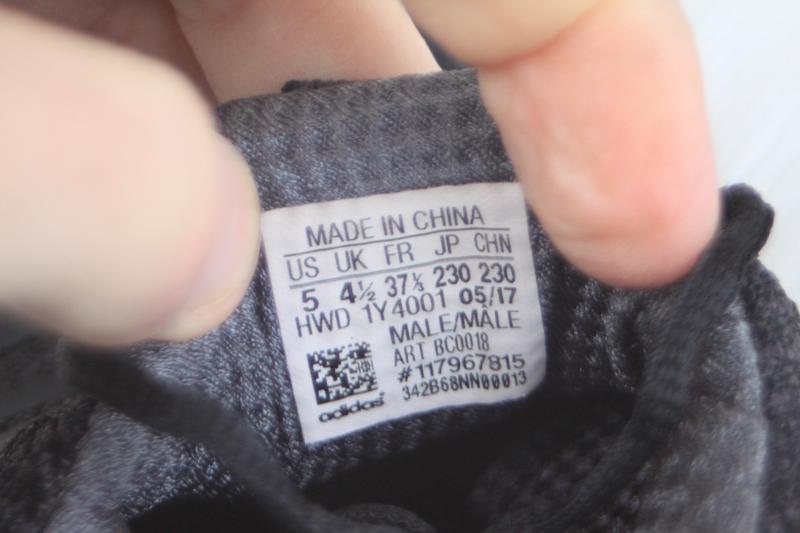 MADE IN CHINA
US UK FR JP CHN
5 4½ 37⅓ 230 230
HWD 1Y4001 05/17
MALE/MÂLE
ART BC0018
#117967815
342B68NN00013
adidas